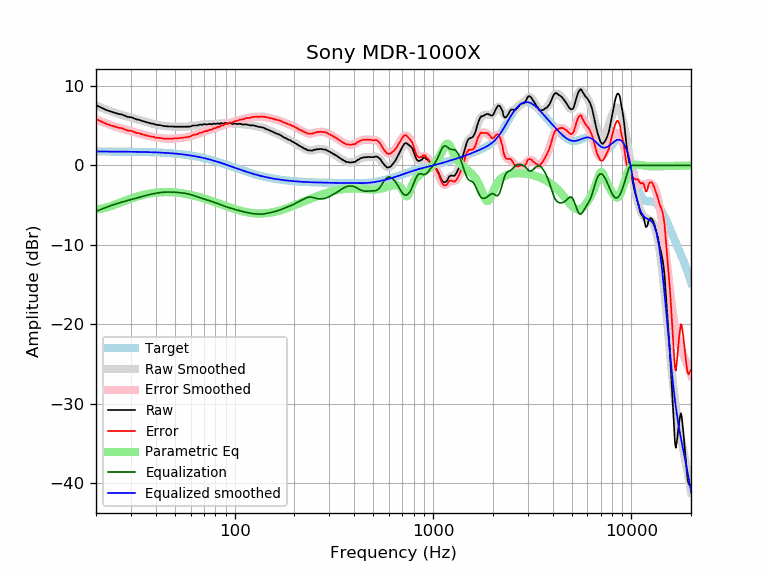 Sony MDR-1000X
Amplitude (dBr)
10
0
−10
−20
−30
−40
Target
Raw Smoothed
Error Smoothed
Raw
Error
Parametric Eq
Equalization
Equalized smoothed
100
1000
10000
Frequency (Hz)